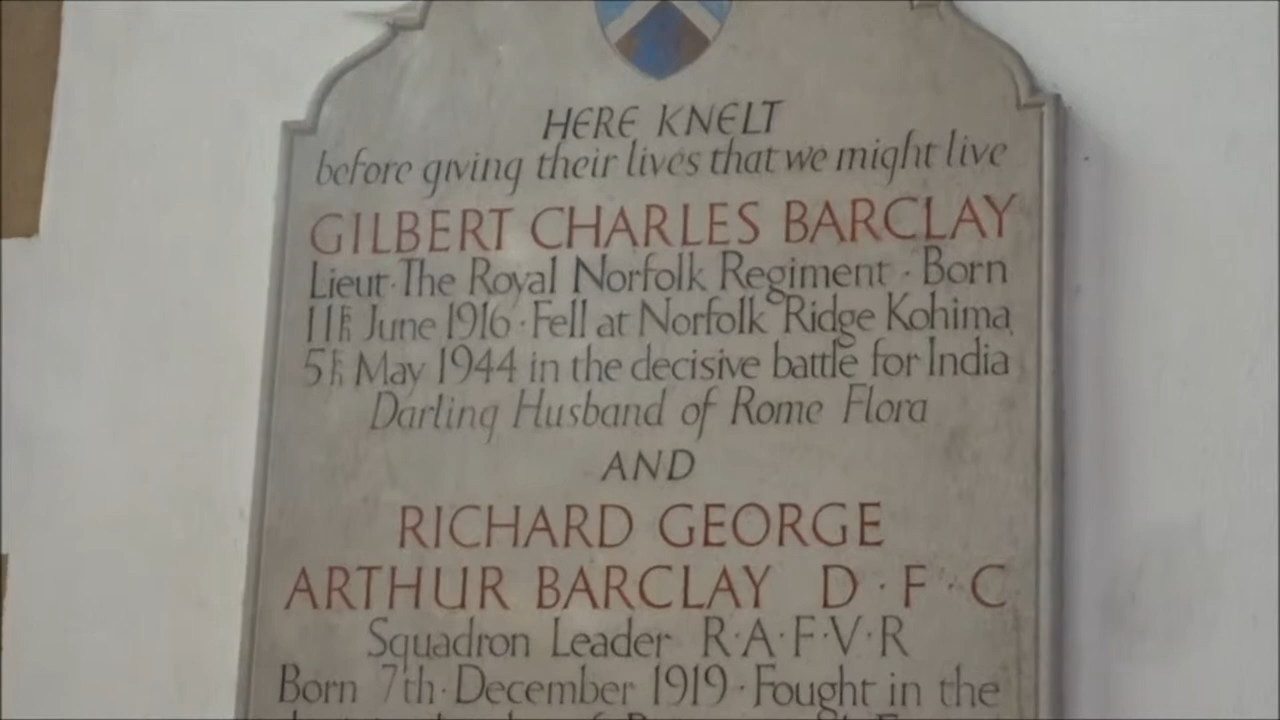 HERE KNELT
before giving their lives that we might live
GILBERT CHARLES BARCLAY
Lieut · The Royal Norfolk Regiment · Born
11th June 1916 · Fell at Norfolk Ridge Kohima
5th May 1944 in the decisive battle for India
Darling Husband of Rome Flora
AND
RICHARD GEORGE
ARTHUR BARCLAY D · F · C
Squadron Leader R·A·F·V·R
Born 7th · December 1919 · Fought in the